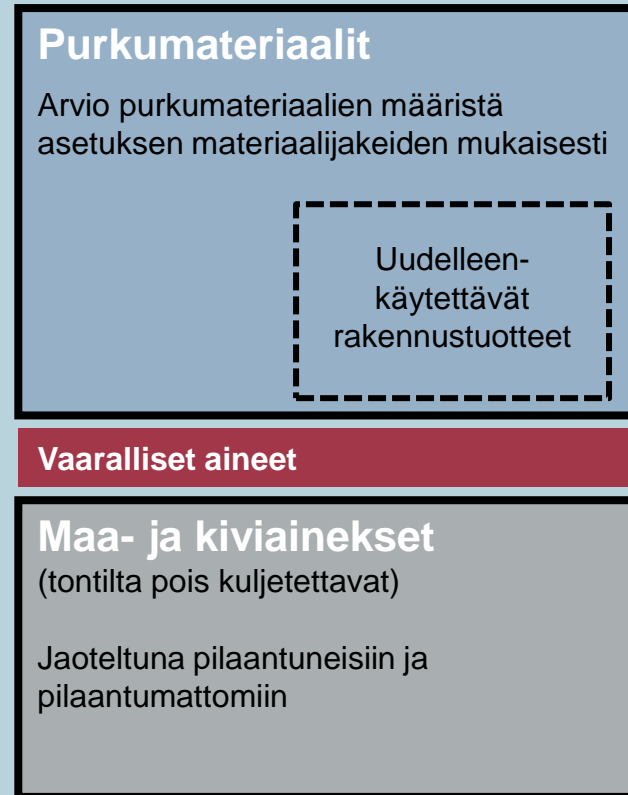 Purkumateriaalit
Arvio purkumateriaalien määristä
asetuksen materiaalijakeiden mukaisesti
Uudelleen-
käytettävät
rakennustuotteet
Vaaralliset aineet
Maa- ja kiviainekset
(tontilta pois kuljetettavat)
Jaoteltuna pilaantuneisiin ja
pilaantumattomiin